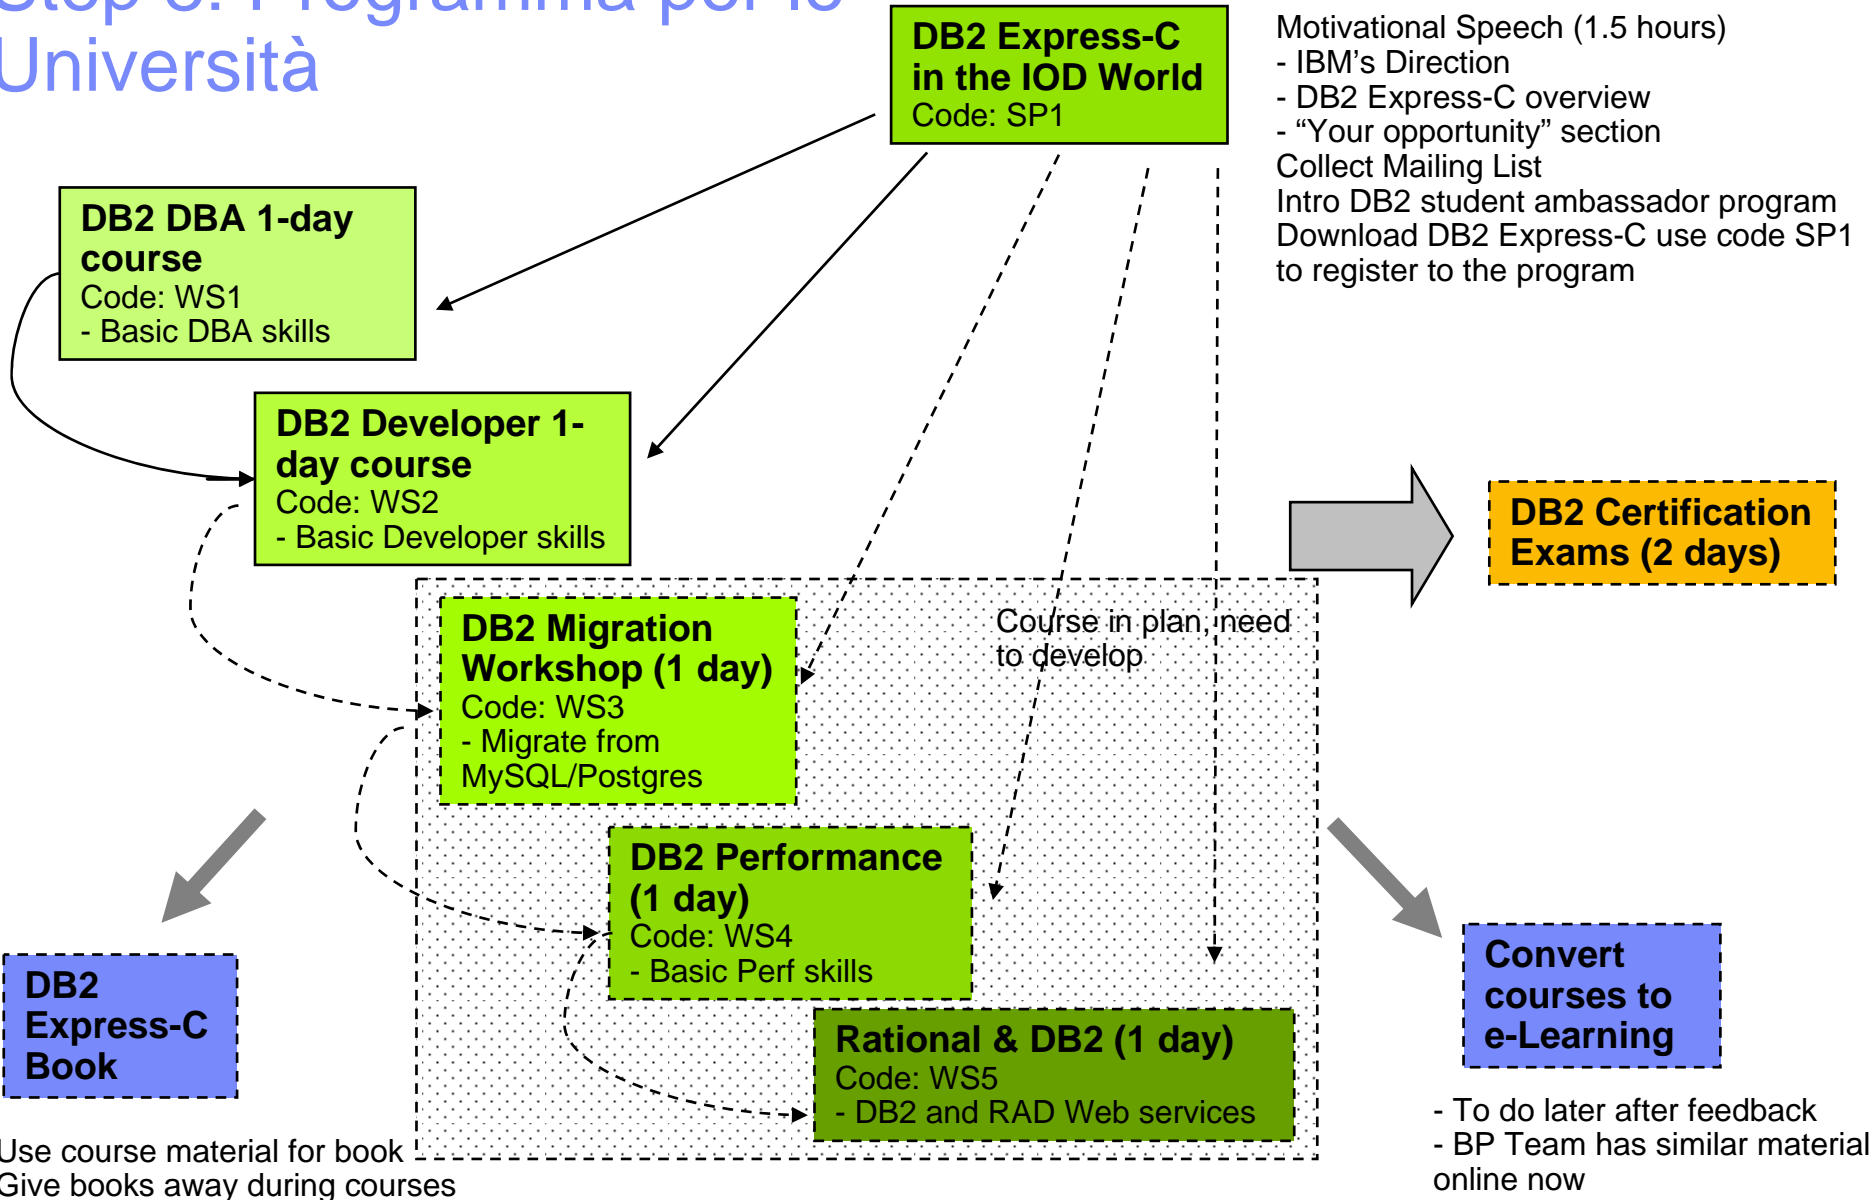 Università
DB2 Express-C
in the IOD World
Code: SP1
Motivational Speech (1.5 hours)
- IBM's Direction
- DB2 Express-C overview
- “Your opportunity” section
Collect Mailing List
Intro DB2 student ambassador program
Download DB2 Express-C use code SP1
to register to the program
DB2 DBA 1-day
course
Code: WS1
- Basic DBA skills
DB2 Developer 1-
day course
Code: WS2
- Basic Developer skills
DB2 Certification
Exams (2 days)
Course in plan, need
to develop
DB2 Migration
Workshop (1 day)
Code: WS3
- Migrate from
MySQL/Postgres
DB2 Performance
(1 day)
Code: WS4
- Basic Perf skills
Rational & DB2 (1 day)
Code: WS5
- DB2 and RAD Web services
DB2
Express-C
Book
Use course material for book
Give books away during courses
Convert
courses to
e-Learning
- To do later after feedback
- BP Team has similar material
online now